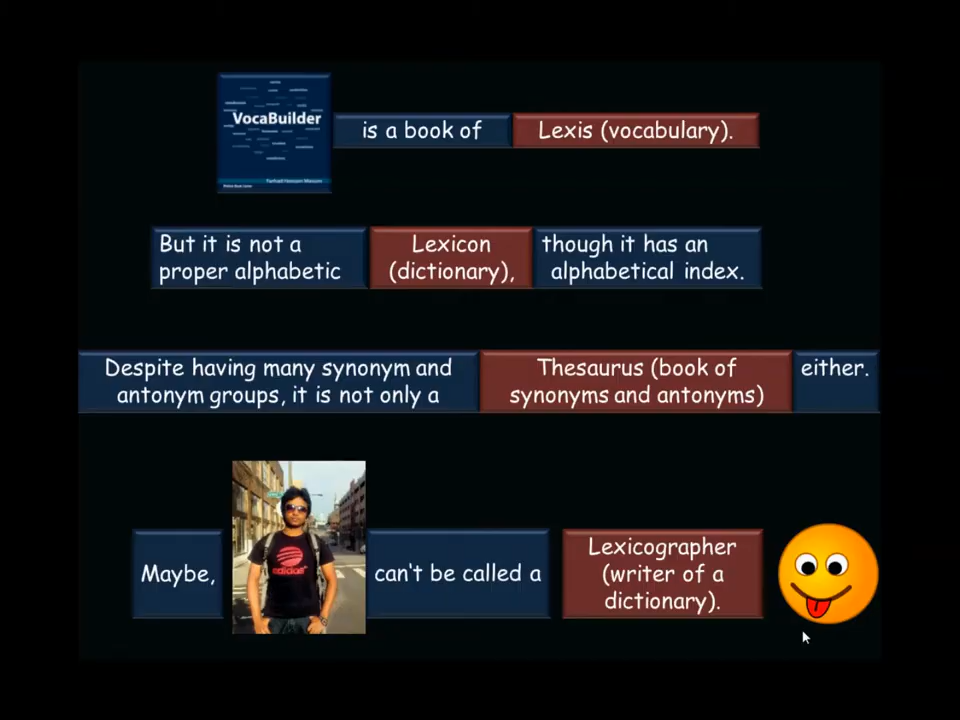 VocaBuilder
is a book of
Lexis (vocabulary).
But it is not a
proper alphabetic
Lexicon
(dictionary),
though it has an
alphabetical index.
Despite having many synonym and
antonym groups, it is not only a
Thesaurus (book of
synonyms and antonyms)
either.
Maybe,
can't be called a
Lexicographer
(writer of a
dictionary).